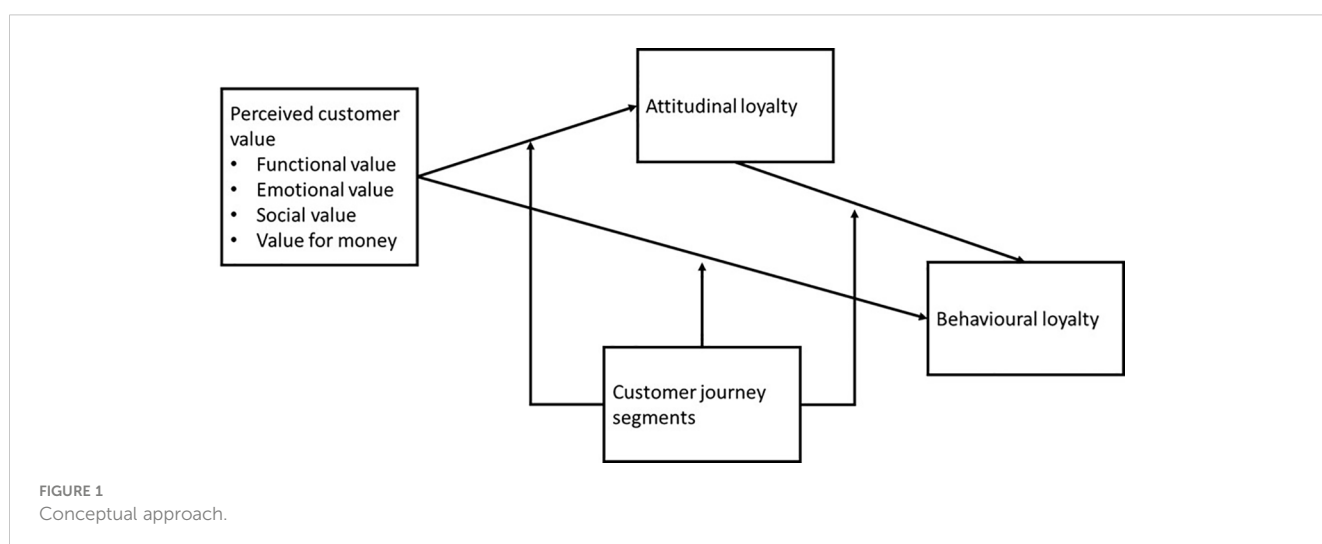 Perceived customer
value
• Functional value
• Emotional value
• Social value
• Value for money
Attitudinal loyalty
Behavioural loyalty
Customer journey
segments
FIGURE 1
Conceptual approach.